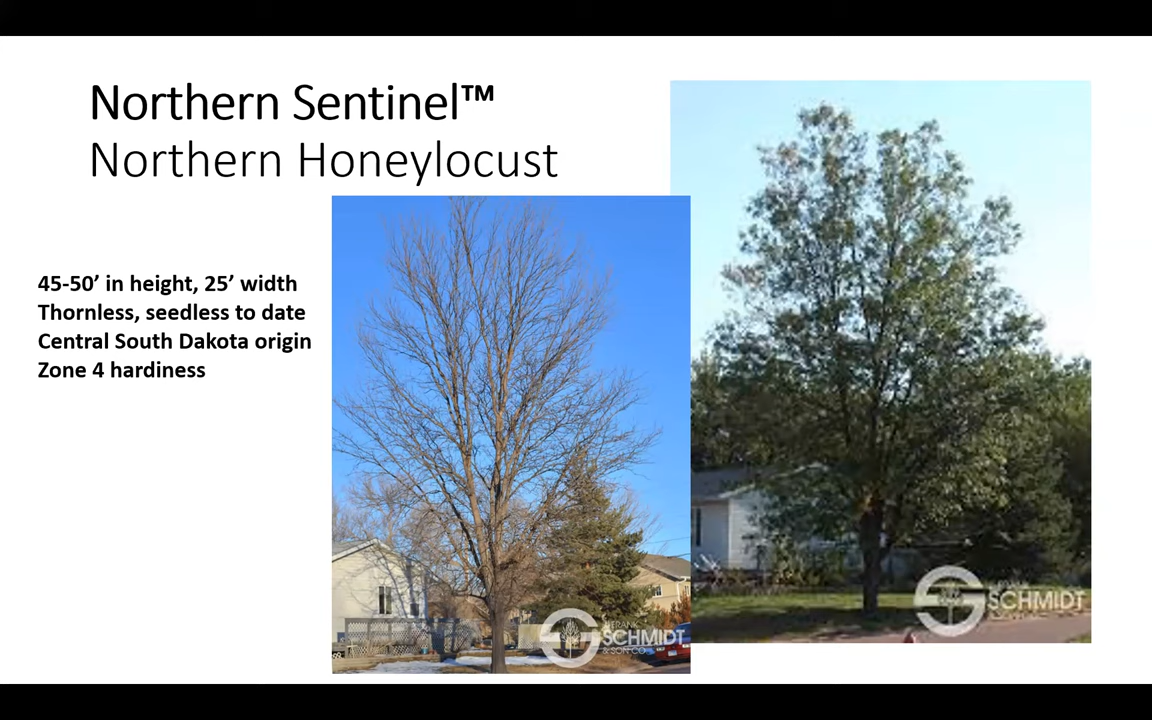 Northern Sentinel™
Northern Honeylocust
45-50’ in height, 25’ width
Thornless, seedless to date
Central South Dakota origin
Zone 4 hardiness
J. FRANK
SCHMIDT
& SON CO.
SCHMIDT